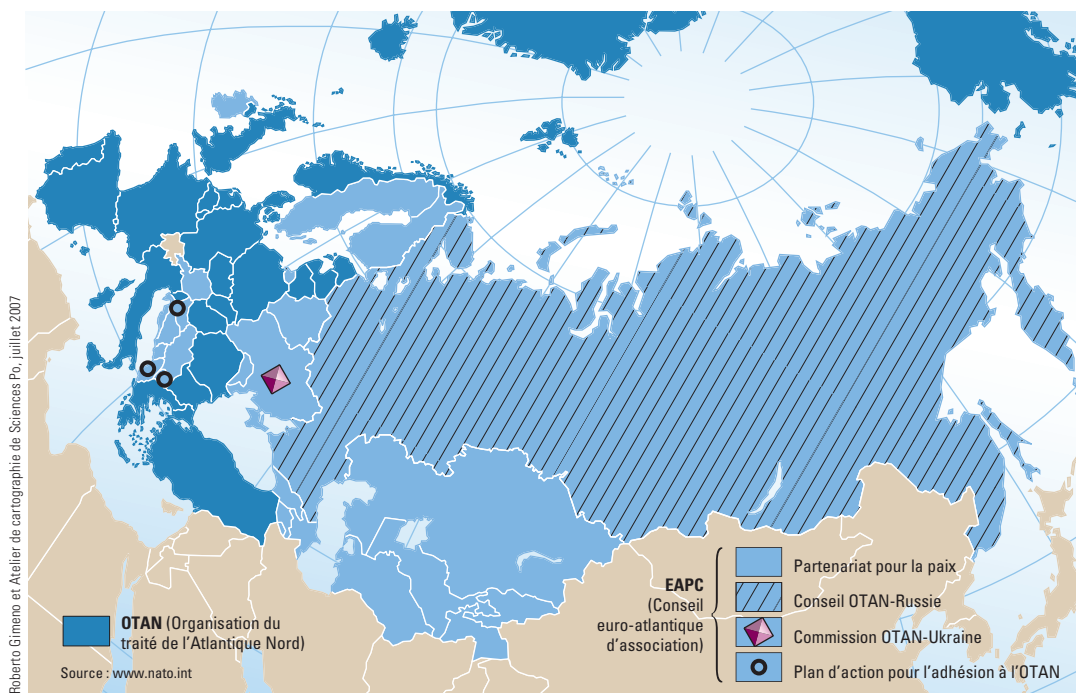 Roberto Gimeno et Atelier de cartographie de Sciences Po, juillet 2007
OTAN (Organisation du
traité de l'Atlantique Nord)
Source : www.nato.int
EAPC
(Conseil
euro-atlantique
d'association)
Partenariat pour la paix
Conseil OTAN-Russie
Commission OTAN-Ukraine
Plan d'action pour l'adhésion à l'OTAN